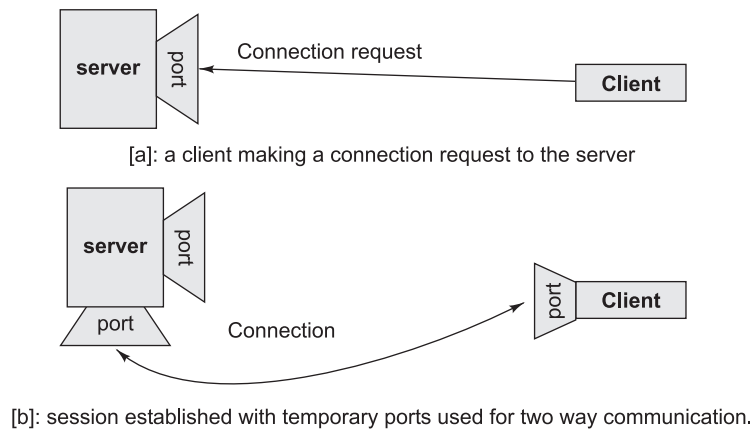 server
port
Connection request
Client
[a]: a client making a connection request to the server
server
port
port
Connection
port
Client
[b]: session established with temporary ports used for two way communication.